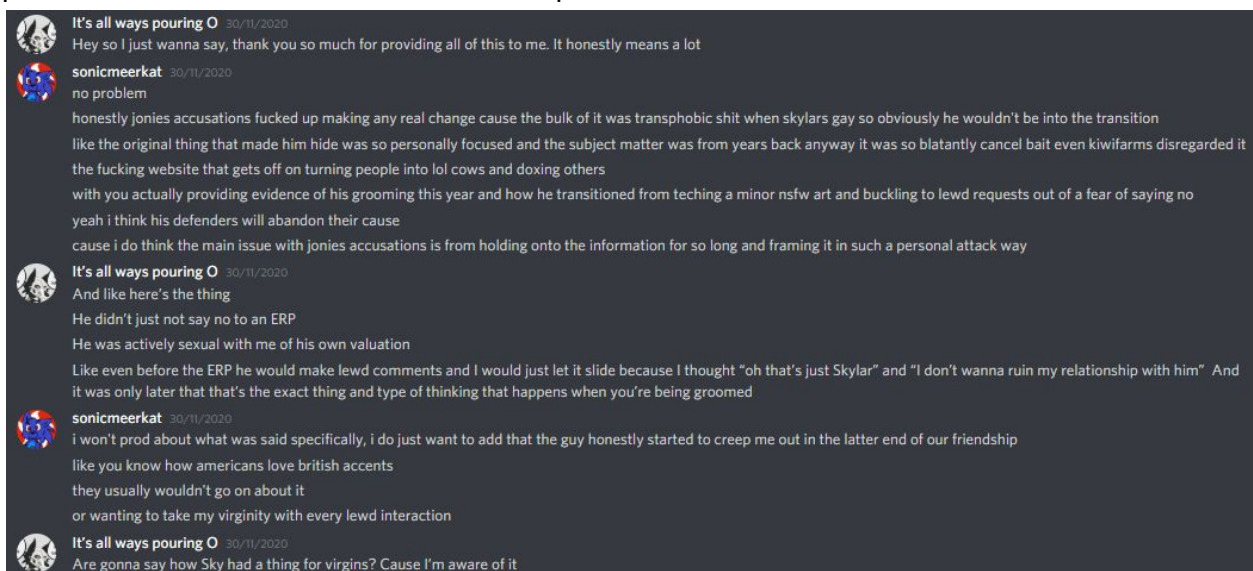 It's all ways pouring O 30/11/2020
Hey so I just wanna say, thank you so much for providing all of this to me. It honestly means a lot
sonicmeerkat 30/11/2020
no problem
honestly jonies accusations fucked up making any real change cause the bulk of it was transphobic shit when skylars gay so obviously he wouldn't be into the transition
like the original thing that made him hide was so personally focused and the subject matter was from years back anyway it was so blatantly cancel bait even kiwifarms disregarded it
the fucking website that gets off on turning people into lol cows and doxing others
with you actually providing evidence of his grooming this year and how he transitioned from teching a minor nsfw art and buckling to lewd requests out of a fear of saying no
yeah i think his defenders will abandon their cause
cause i do think the main issue with jonies accusations is from holding onto the information for so long and framing it in such a personal attack way
It's all ways pouring O 30/11/2020
And like here's the thing
He didn't just not say no to an ERP
He was actively sexual with me of his own valuation
Like even before the ERP he would make lewd comments and I would just let it slide because I thought "oh that's just Skylar" and "I don't wanna ruin my relationship with him" And
it was only later that that's the exact thing and type of thinking that happens when you're being groomed
sonicmeerkat 30/11/2020
i won't prod about what was said specifically, i do just want to add that the guy honestly started to creep me out in the latter end of our friendship
like you know how americans love british accents
they usually wouldn't go on about it
or wanting to take my virginity with every lewd interaction
It's all ways pouring O 30/11/2020
Are gonna say how Sky had a thing for virgins? Cause I'm aware of it